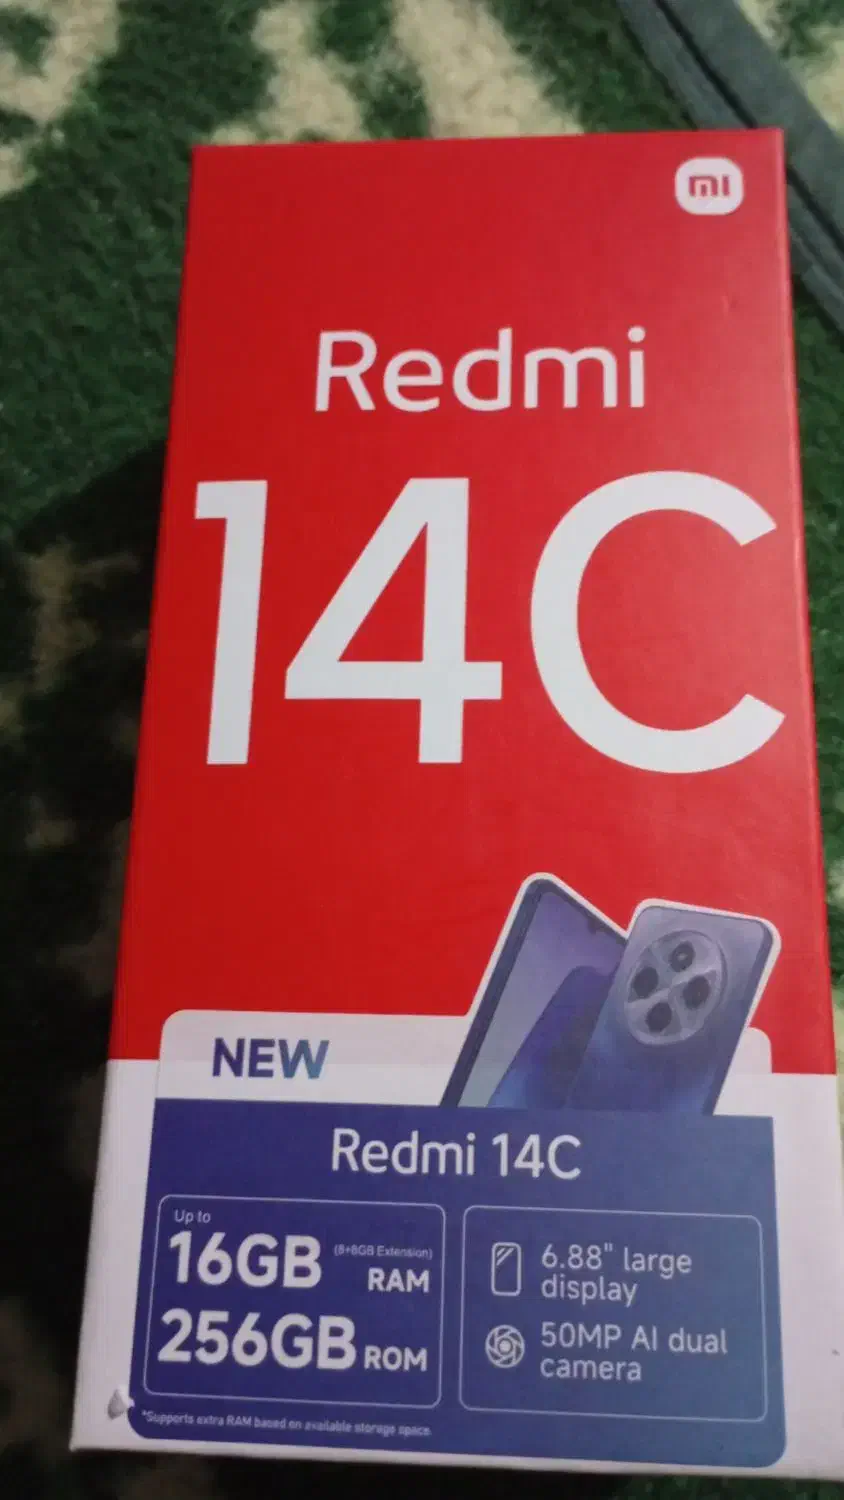 mi
Redmi
14C
NEW
Redmi 14C
Up to
16GB (8+8GB Extension) RAM
256GB ROM
6.88" large
display
50MP AI dual
camera
*Supports extra RAM based on available storage space.